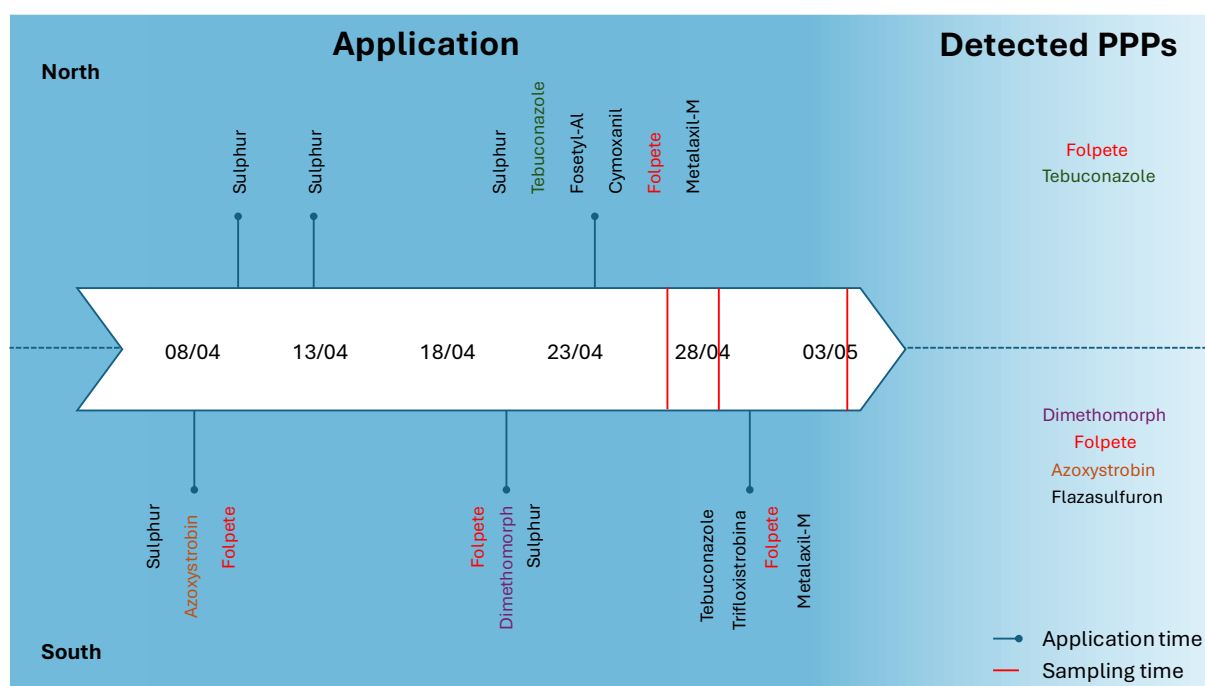 Application
Detected PPPs
North
Sulphur
Sulphur
Sulphur
Tebuconazole
Fosetyl-Al
Cymoxanil
Folpete
Metalaxil-M
Folpete
Tebuconazole
08/04
13/04
18/04
23/04
28/04
03/05
Sulphur
Azoxystrobin
Folpete
Folpete
Dimethomorph
Sulphur
Tebuconazole
Trifloxistrobina
Folpete
Metalaxil-M
Dimethomorph
Folpete
Azoxystrobin
Flazasulfuron
South
Application time
Sampling time